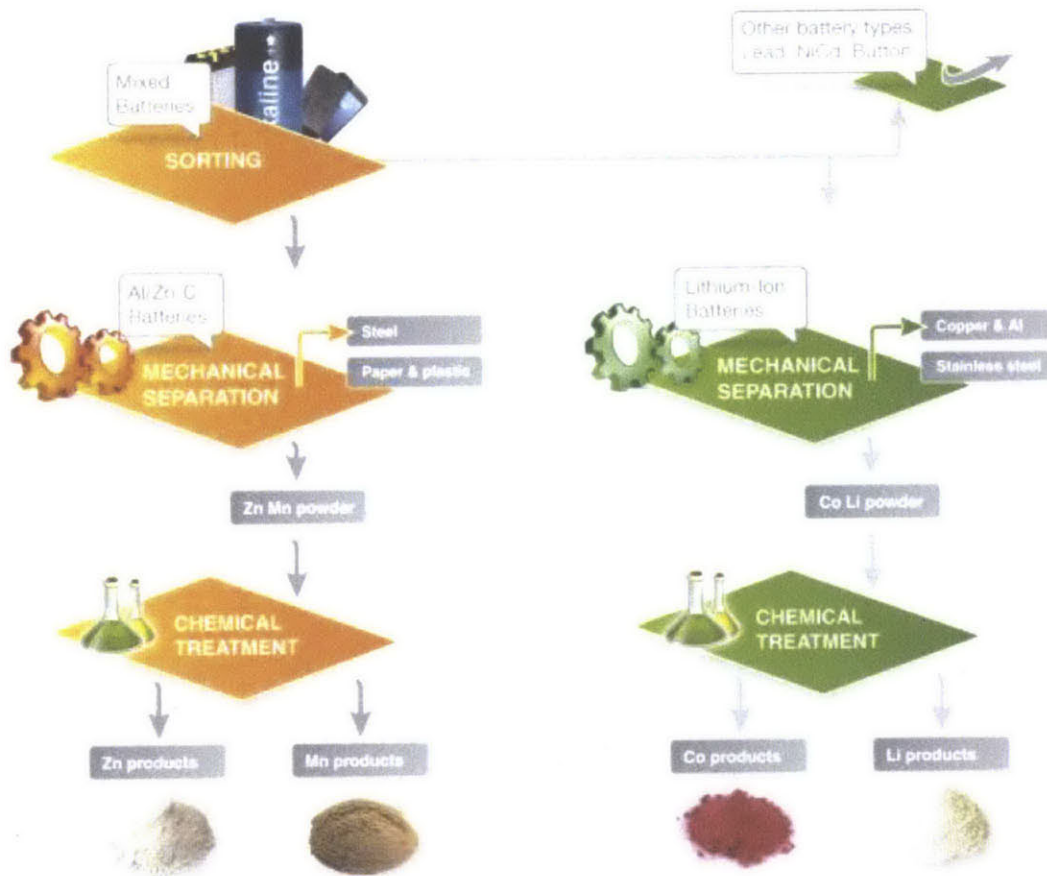 Mixed
Batteries
aline
SORTING
Other battery types
Lead NiCd Button
Al/Zn C
Batteries
MECHANICAL
SEPARATION
Steel
Paper & plastic
Lithium-Ion
Batteries
MECHANICAL
SEPARATION
Copper & Al
Stainless steel
Zn Mn powder
Co Li powder
CHEMICAL
TREATMENT
CHEMICAL
TREATMENT
Zn products
Mn products
Co products
Li products